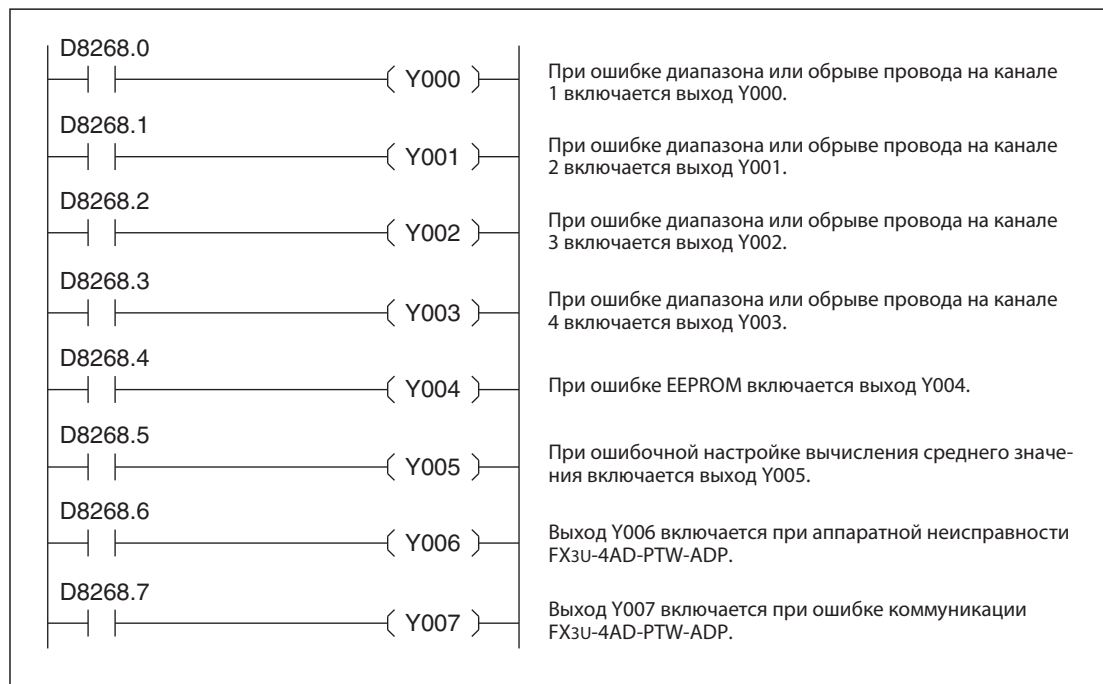 D8268.0
Y000
При ошибке диапазона или обрыве провода на канале
1 включается выход Y000.
D8268.1
Y001
При ошибке диапазона или обрыве провода на канале
2 включается выход Y001.
D8268.2
Y002
При ошибке диапазона или обрыве провода на канале
3 включается выход Y002.
D8268.3
Y003
При ошибке диапазона или обрыве провода на канале
4 включается выход Y003.
D8268.4
Y004
При ошибке EEPROM включается выход Y004.
D8268.5
Y005
При ошибочной настройке вычисления среднего значе-
ния включается выход Y005.
D8268.6
Y006
Выход Y006 включается при аппаратной неисправности
FX3U-4AD-PTW-ADP.
D8268.7
Y007
Выход Y007 включается при ошибке коммуникации
FX3U-4AD-PTW-ADP.